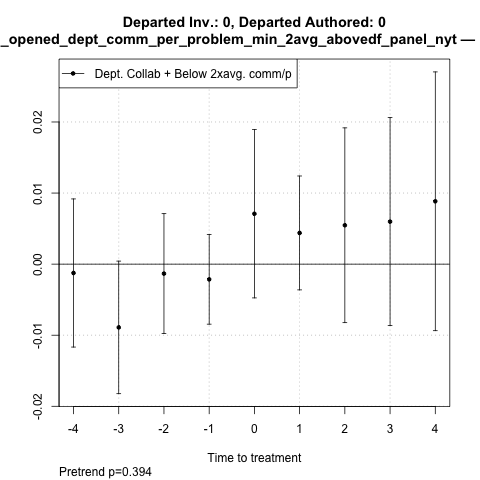 Departed Inv.: 0, Departed Authored: 0
_opened_dept_comm_per_problem_min_2avg_abovedf_panel_nyt —
Dept. Collab + Below 2xavg. comm/p
0.02
0.01
0.00
-0.01
-0.02
-4 -3 -2 -1 0 1 2 3 4
Time to treatment
Pretrend p=0.394